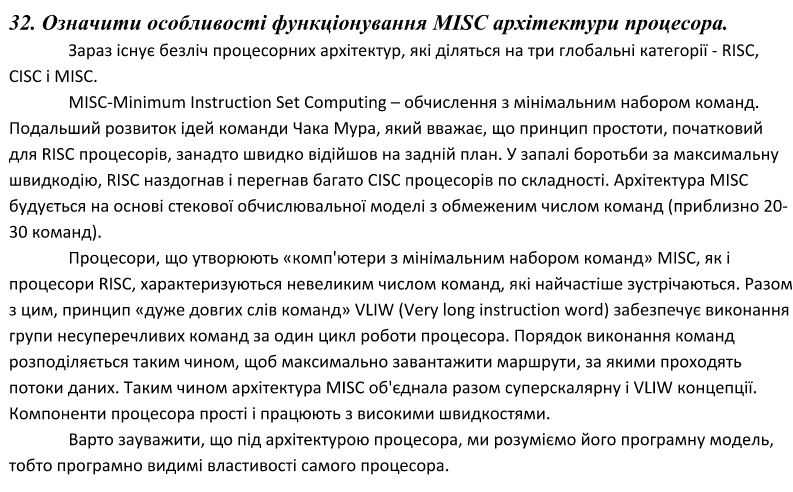 32. Означити особливості функціонування MISC архітектури процесора.
Зараз існує безліч процесорних архітектур, які діляться на три глобальні категорії - RISC,
CISC і MISC.
MISC-Minimum Instruction Set Computing – обчислення з мінімальним набором команд.
Подальший розвиток ідей команди Чака Мура, який вважає, що принцип простоти, початковий
для RISC процесорів, занадто швидко відійшов на задній план. У запалі боротьби за максимальну
швидкодію, RISC наздогнав і перегнав багато CISC процесорів по складності. Архітектура MISC
будується на основі стекової обчислювальної моделі з обмеженим числом команд (приблизно 20-
30 команд).
Процесори, що утворюють «комп'ютери з мінімальним набором команд» MISC, як і
процесори RISC, характеризуються невеликим числом команд, які найчастіше зустрічаються. Разом
з цим, принцип «дуже довгих слів команд» VLIW (Very long instruction word) забезпечує виконання
групи несуперечливих команд за один цикл роботи процесора. Порядок виконання команд
розподіляється таким чином, щоб максимально завантажити маршрути, за якими проходять
потоки даних. Таким чином архітектура MISC об'єднала разом суперскалярну і VLIW концепції.
Компоненти процесора прості і працюють з високими швидкостями.
Варто зауважити, що під архітектурою процесора, ми розуміємо його програмну модель,
тобто програмно видимі властивості самого процесора.